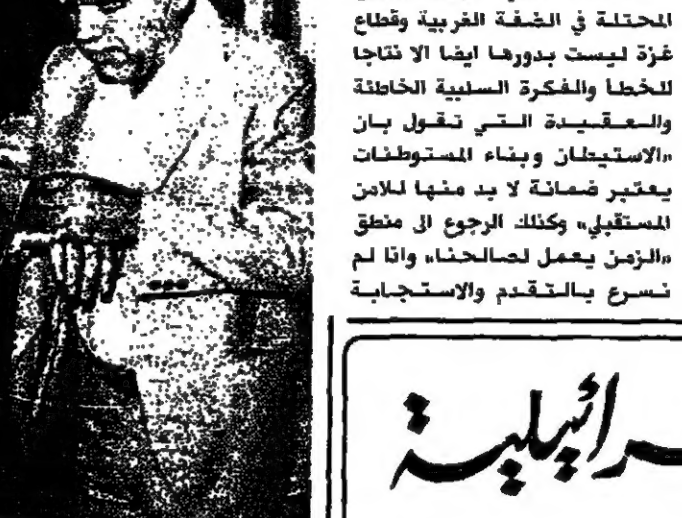 المحتلة في الضفة الغربية وقطاع
غزة ليست بدورها ايضا الا نتاجا
للخطأ والفكرة السلبية الخاطئة
والعقيدة التي تقول بان
«الاستيطان وبناء المستوطنات
يعتبر ضمانة لا بد منها للامن
المستقبلي» وكذلك الرجوع الى منطق
«الزمن يعمل لصالحنا» واذا لم
نسرع بالتقدم والاستجابة
رائيلية